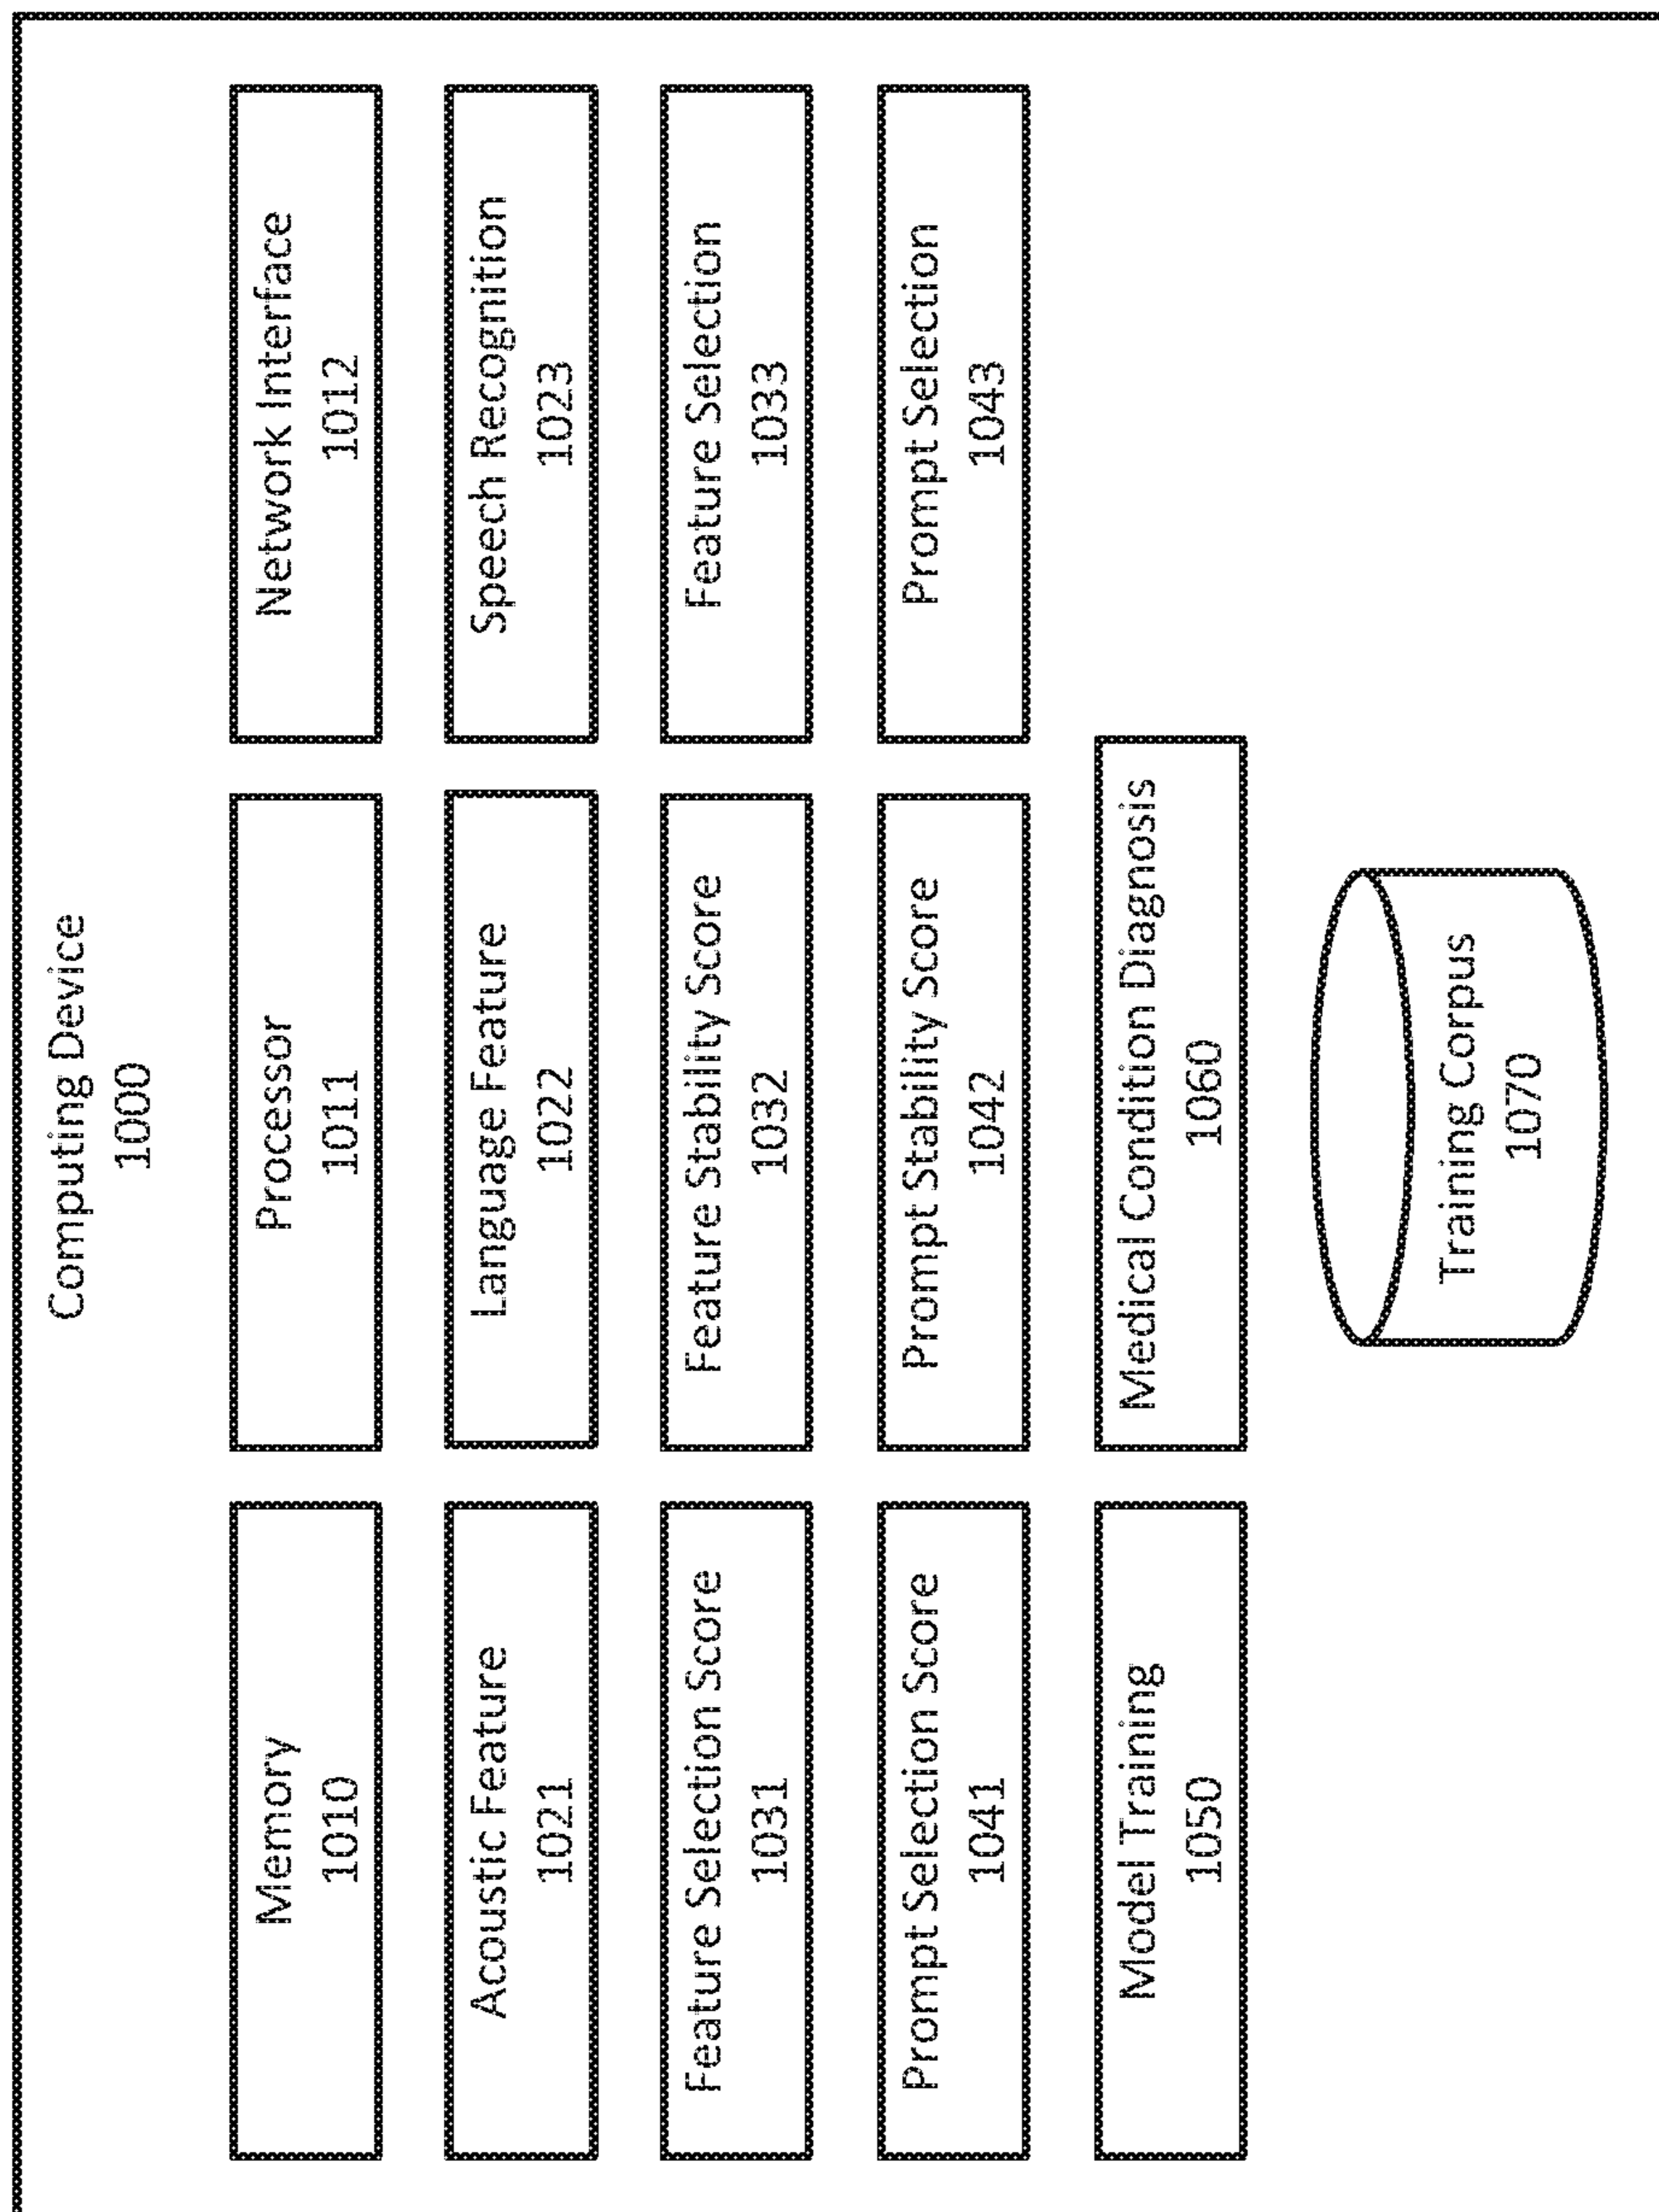 Computing Device
1000
Memory
1010
Processor
1011
Network Interface
1012
Acoustic Feature
1021
Language Feature
1022
Speech Recognition
1023
Feature Selection Score
1031
Feature Stability Score
1032
Feature Selection
1033
Prompt Selection Score
1041
Prompt Stability Score
1042
Prompt Selection
1043
Model Training
1050
Medical Condition Diagnosis
1060
Training Corpus
1070